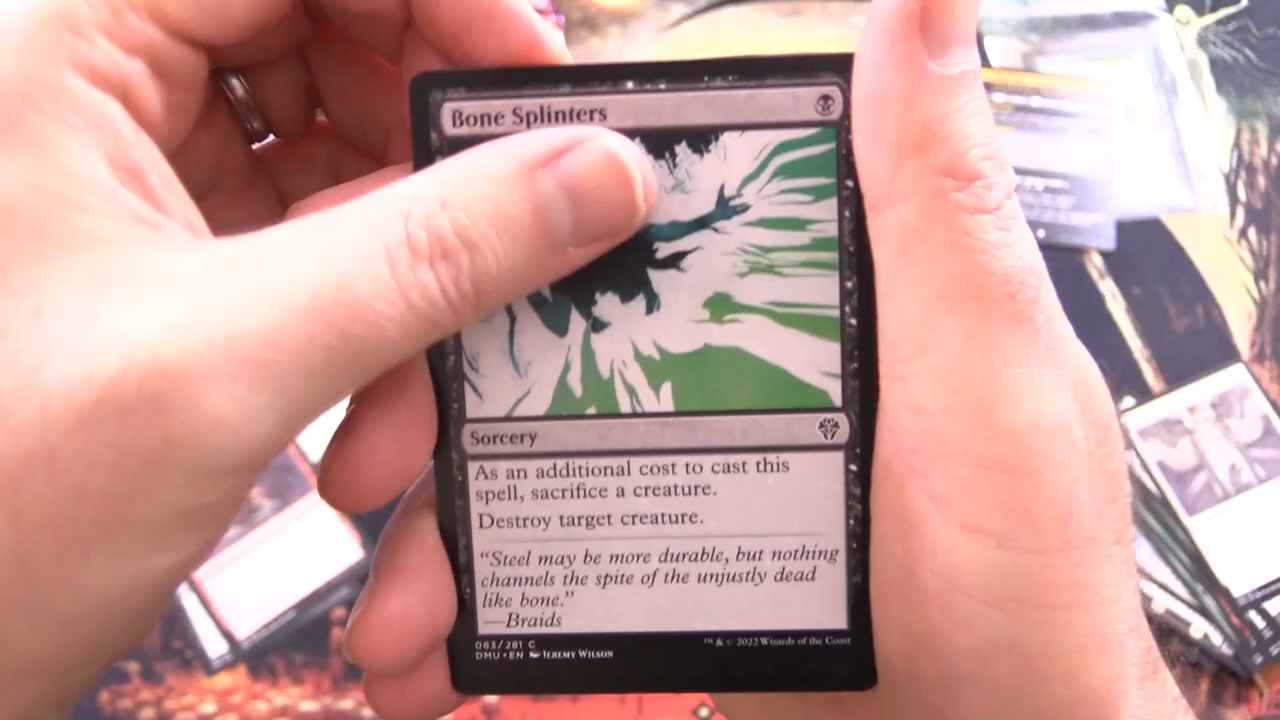 Bone Splinters
Sorcery
As an additional cost to cast this
spell, sacrifice a creature.
Destroy target creature.
“Steel may be more durable, but nothing
channels the spite of the unjustly dead
like bone.”
—Braids
083/281 C
DMU • EN Jeremy Wilson
™ & © 2022 Wizards of the Coast